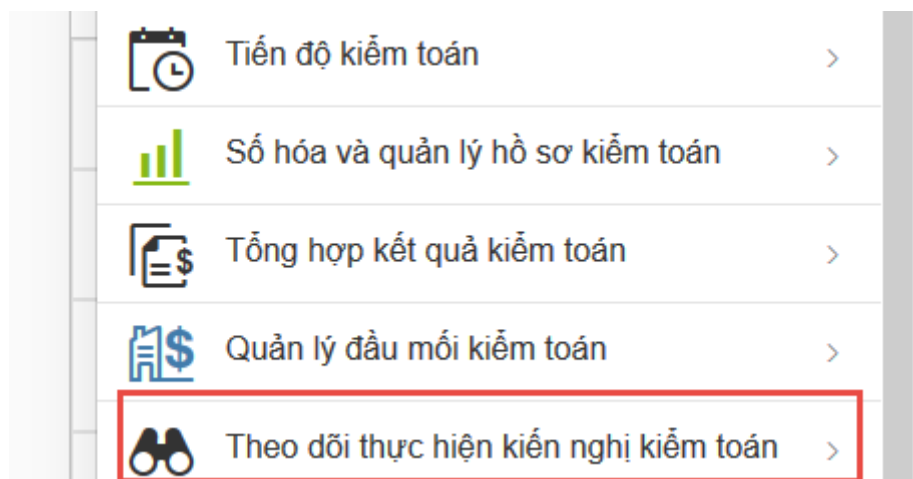 Tiến độ kiểm toán
Số hóa và quản lý hồ sơ kiểm toán
Tổng hợp kết quả kiểm toán
Quản lý đầu mối kiểm toán
Theo dõi thực hiện kiến nghị kiểm toán